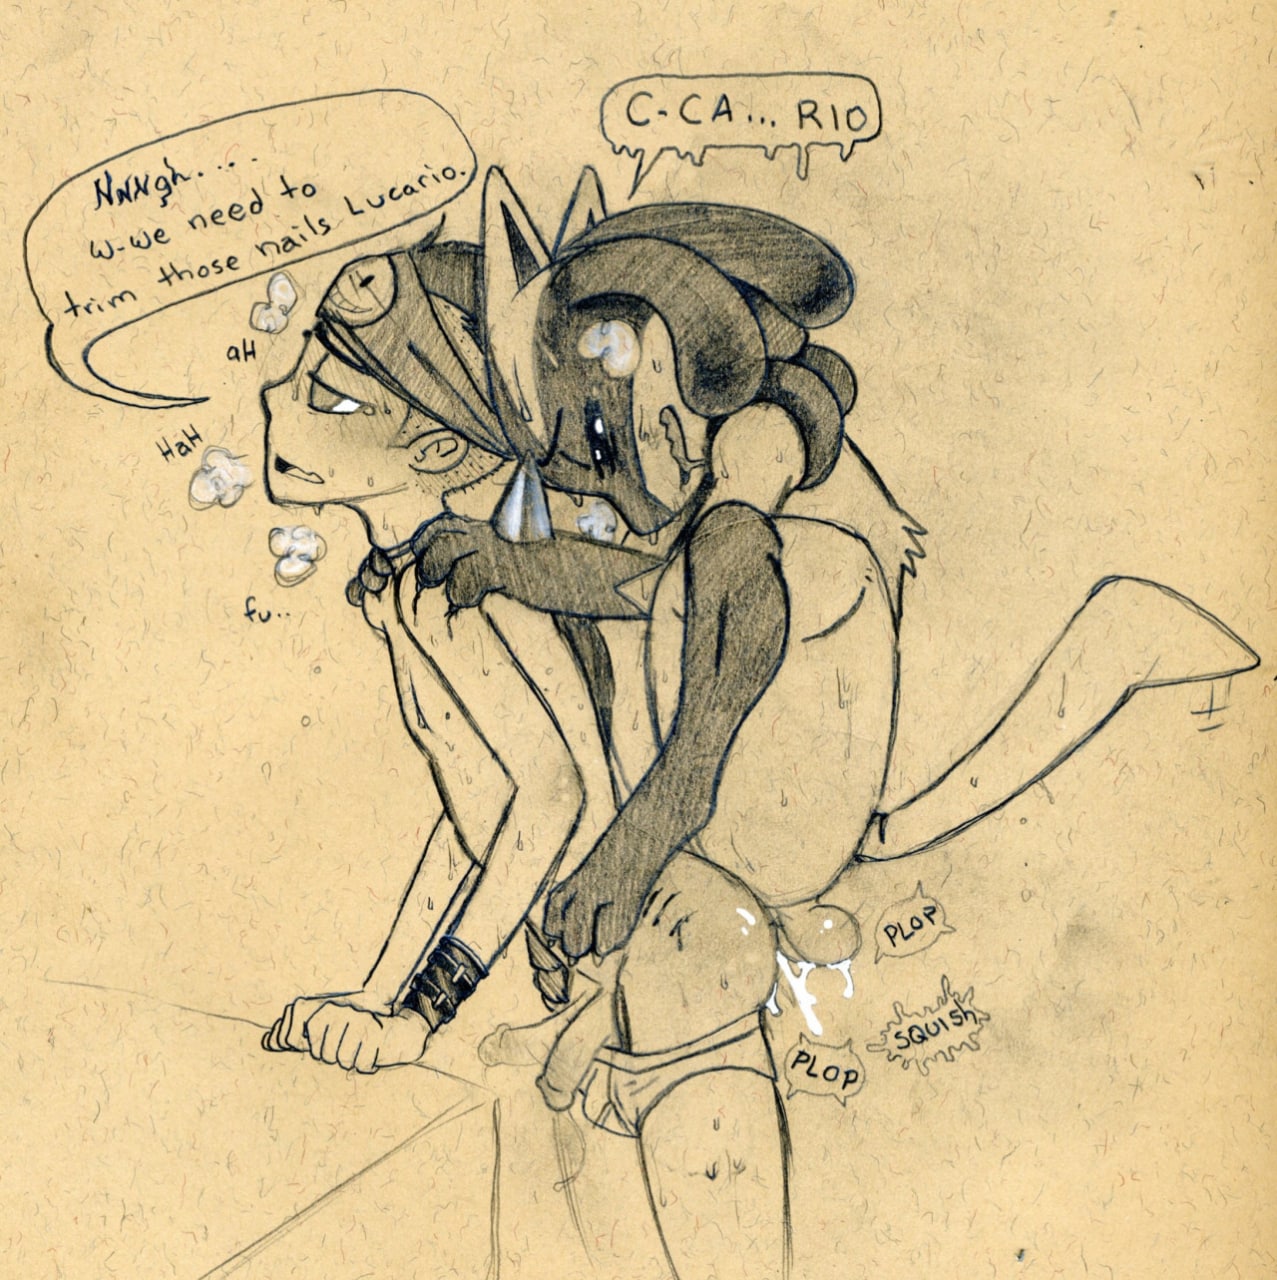 NNNgh....
w-we need to
trim those nails Lucario.
C-CA... RIO
aH
HaH
fu..
PLOP
SQUISh
PLOP